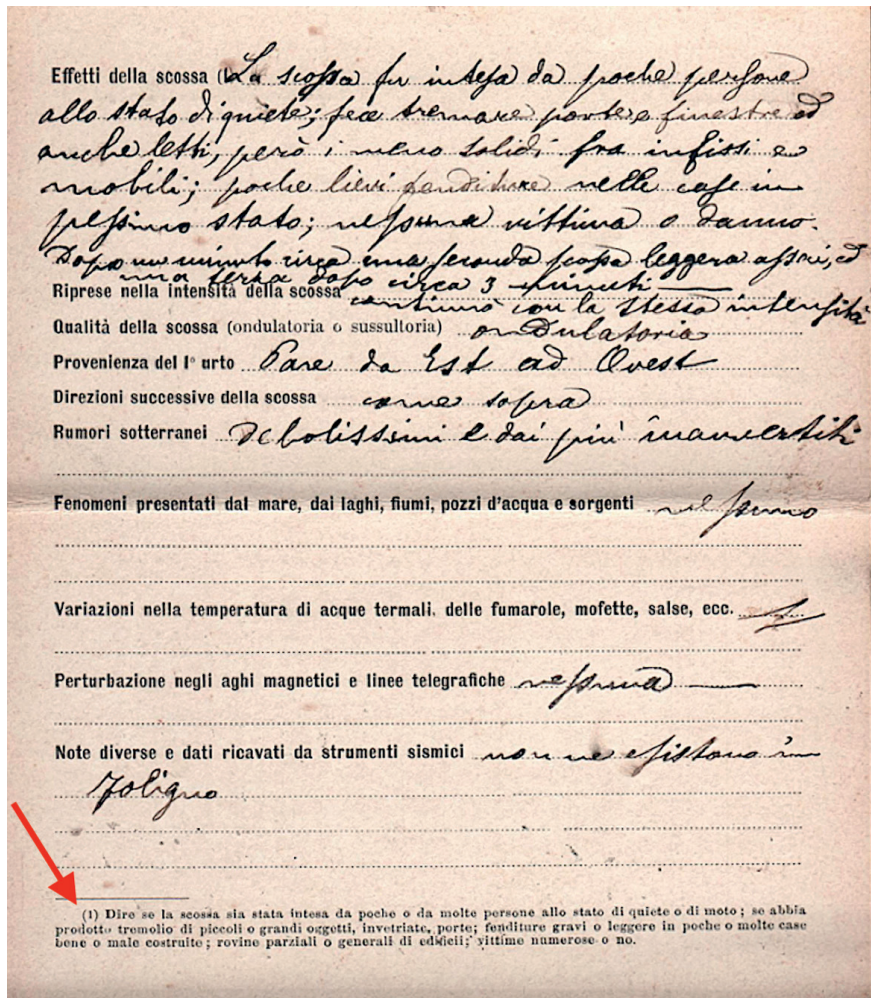 Effetti della scossa (1) La scossa fu intesa da poche persone
allo stato di quiete; fece tremare porte e finestre ed
anche letti, però i meno solidi fra infissi e
mobili; poche lievi fenditure nelle case in
pessimo stato; nessuna vittima o danno.
Dopo un minuto circa una seconda scossa leggera assai, ed
una terza dopo circa 3 minuti
Riprese nella intensità della scossa continuò con la stessa intensità
Qualità della scossa (ondulatoria o sussultoria) ondulatoria
Provenienza del I° urto Pare da Est ad Ovest
Direzioni successive della scossa come sopra
Rumori sotterranei debolissimi e dai più inavvertiti
Fenomeni presentati dal mare, dai laghi, fiumi, pozzi d'acqua e sorgenti nessuno
Variazioni nella temperatura di acque termali, delle fumarole, mofette, salse, ecc.
Perturbazione negli aghi magnetici e linee telegrafiche nessuna
Note diverse e dati ricavati da strumenti sismici non ne esistono in
Foligno
(1) Dire se la scossa sia stata intesa da poche o da molte persone allo stato di quiete o di moto; se abbia
prodotto tremolio di piccoli o grandi oggetti, invetriate, porte; fenditure gravi o leggere in poche o molte case
bene o male costruite; rovine parziali o generali di edificii; vittime numerose o no.